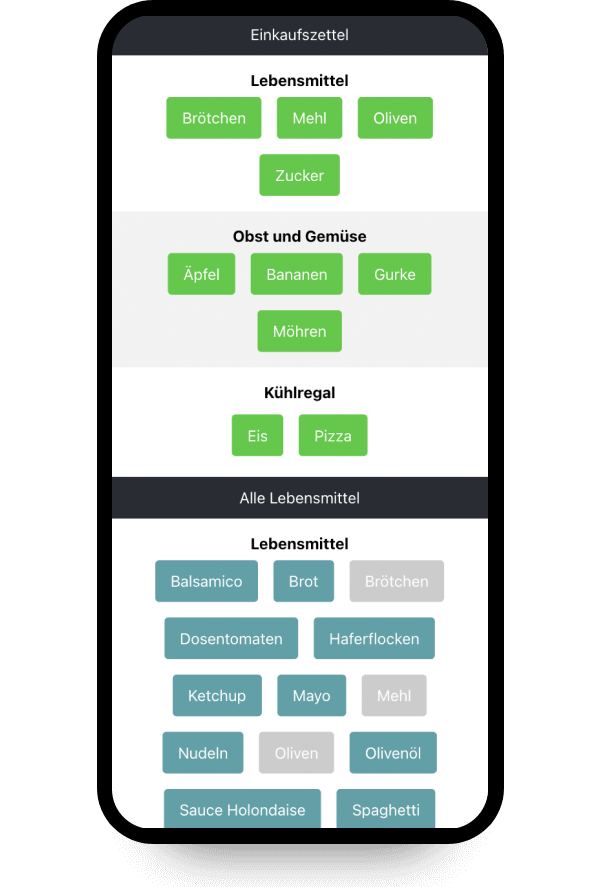 Einkaufszettel
Lebensmittel
Brötchen Mehl Oliven
Zucker
Obst und Gemüse
Äpfel Bananen Gurke
Möhren
Kühlregal
Eis Pizza
Alle Lebensmittel
Lebensmittel
Balsamico Brot Brötchen
Dosentomaten Haferflocken
Ketchup Mayo Mehl
Nudeln Oliven Olivenöl
Sauce Holondaise Spaghetti